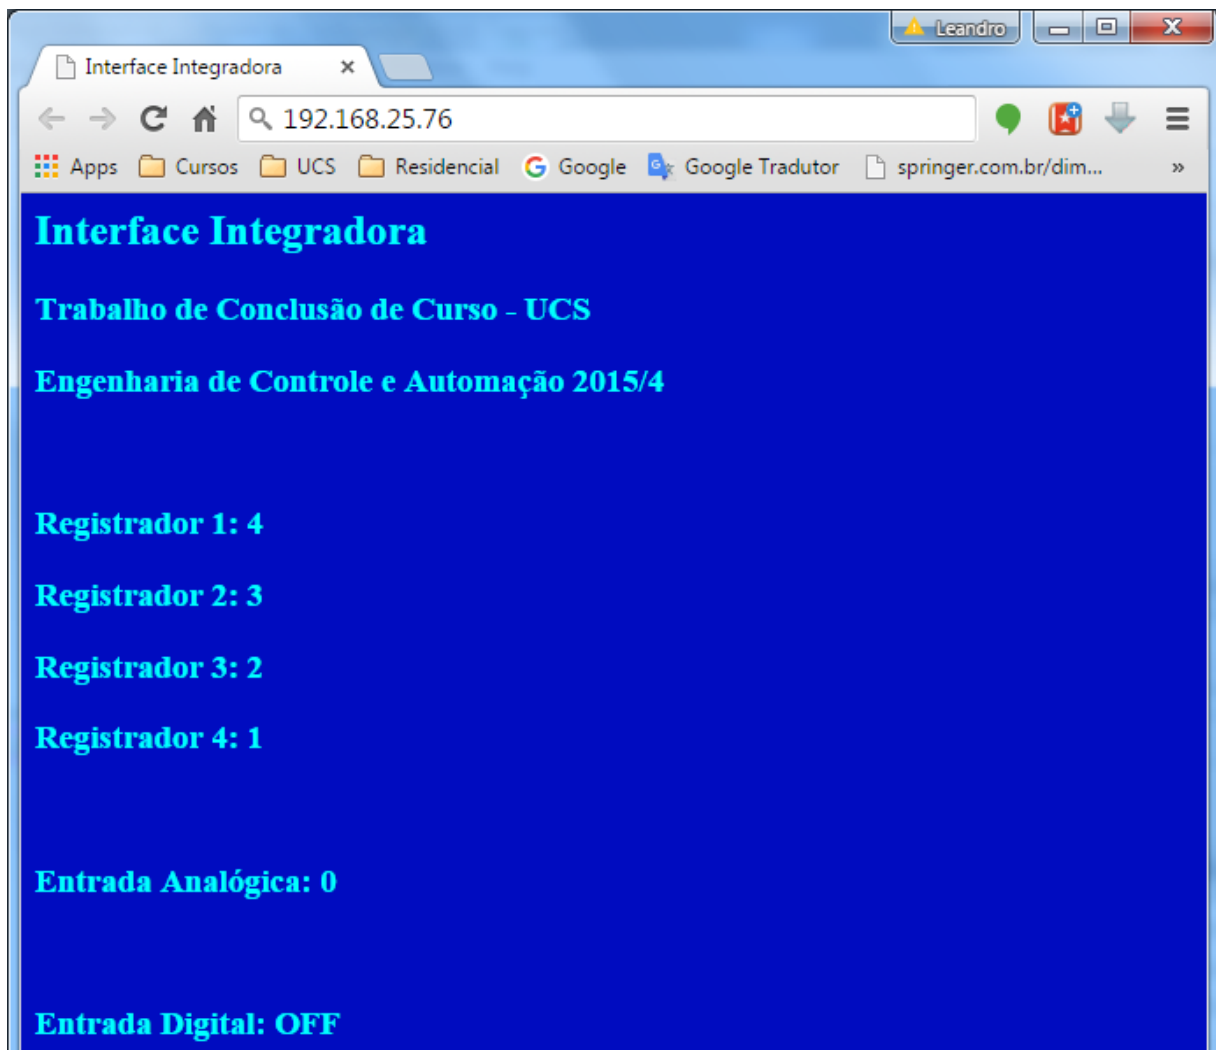 Leandro
Interface Integradora
192.168.25.76
Apps Cursos UCS Residencial Google Google Tradutor springer.com.br/dim... »
Interface Integradora
Trabalho de Conclusão de Curso - UCS
Engenharia de Controle e Automação 2015/4
Registrador 1: 4
Registrador 2: 3
Registrador 3: 2
Registrador 4: 1
Entrada Analógica: 0
Entrada Digital: OFF